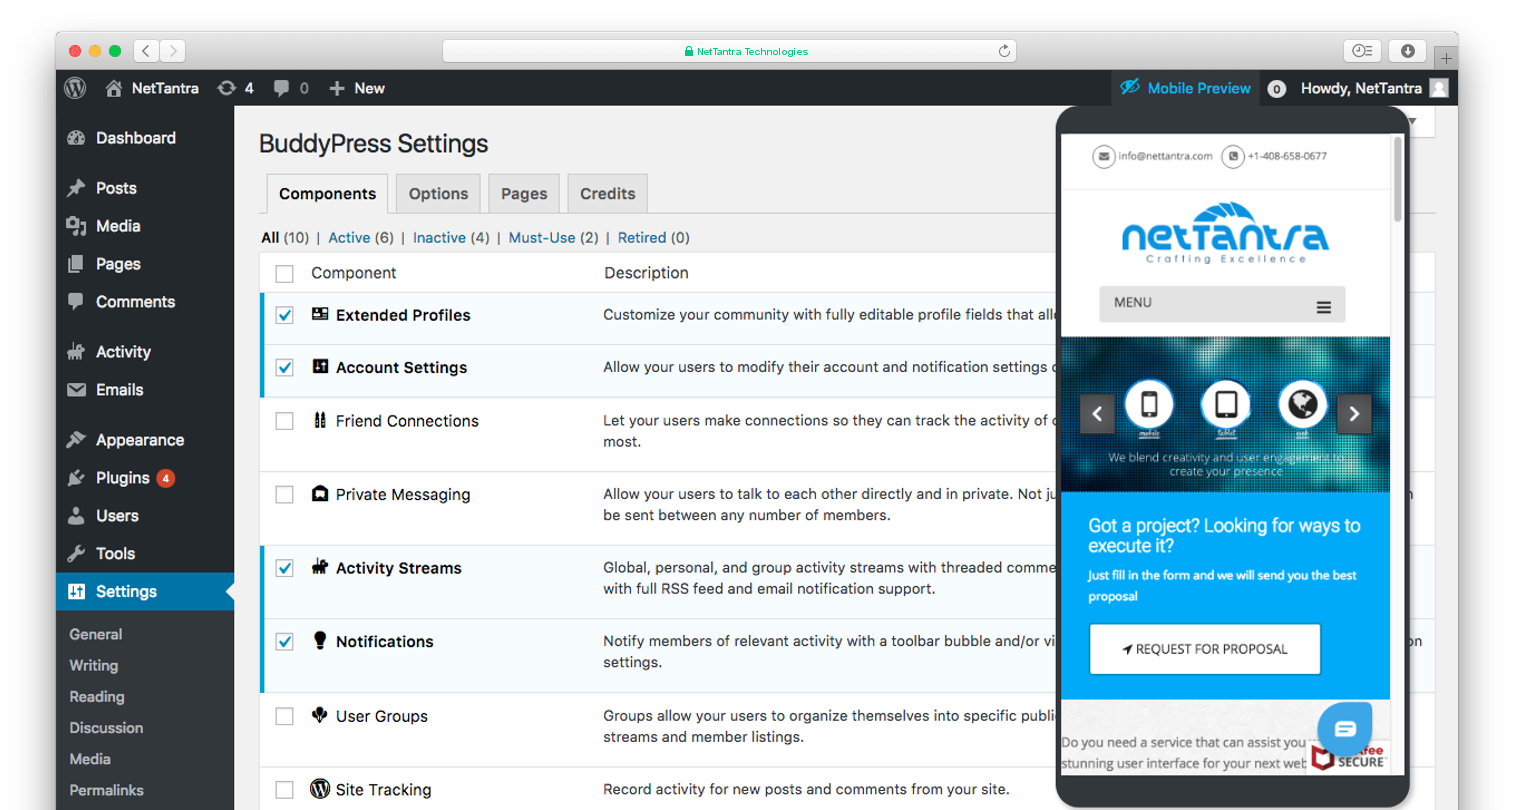 NetTantra Technologies
NetTantra 4 0 New
Mobile Preview 0 Howdy, NetTantra
Dashboard
Posts
Media
Pages
Comments
Activity
Emails
Appearance
Plugins 4
Users
Tools
Settings
General
Writing
Reading
Discussion
Media
Permalinks
BuddyPress Settings
Components Options Pages Credits
All (10) | Active (6) | Inactive (4) | Must-Use (2) | Retired (0)
Component Description
Extended Profiles Customize your community with fully editable profile fields that
Account Settings Allow your users to modify their account and notification settings
Friend Connections Let your users make connections so they can track the activity of
most.
Private Messaging Allow your users to talk to each other directly and in private. Not
be sent between any number of members.
Activity Streams Global, personal, and group activity streams with threaded
with full RSS feed and email notification support.
Notifications Notify members of relevant activity with a toolbar bubble and/or
settings.
User Groups Groups allow your users to organize themselves into specific
streams and member listings.
Site Tracking Record activity for new posts and comments from your site.
info@nettantra.com +1-408-658-0677
netTantra
Crafting Excellence
MENU
mobile tablet web
We blend creativity and user engagement to
create your presence
Got a project? Looking for ways to
execute it?
Just fill in the form and we will send you the best
proposal
REQUEST FOR PROPOSAL
Do you need a service that can assist you
stunning user interface for your next
SECURE